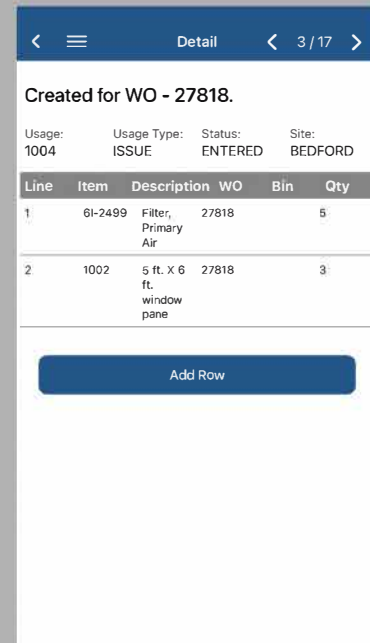 Detail 3 / 17
Created for WO - 27818.
Usage: Usage Type: Status: Site:
1004 ISSUE ENTERED BEDFORD
Line Item Description WO Bin Qty
1 6I-2499 Filter, 27818 5
Primary
Air
2 1002 5 ft. X 6 27818 3
ft.
window
pane
Add Row